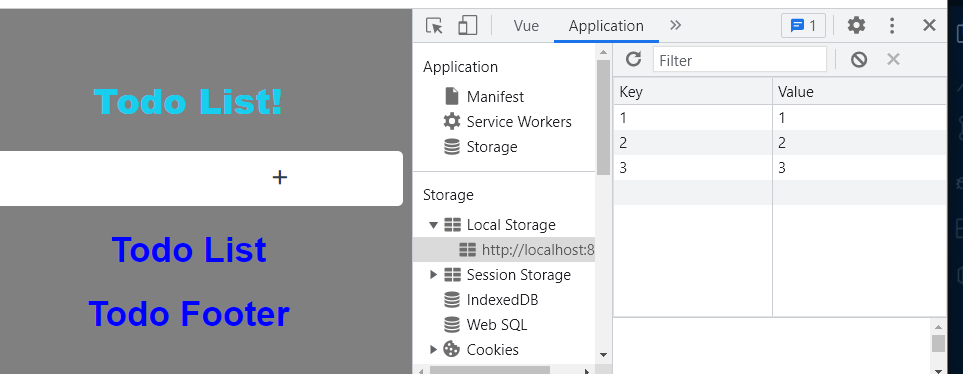 Todo List!
+
Todo List
Todo Footer
Vue
Application
1
Application
Manifest
Service Workers
Storage
Storage
Local Storage
http://localhost:8
Session Storage
IndexedDB
Web SQL
Cookies
Filter
Key Value
1 1
2 2
3 3